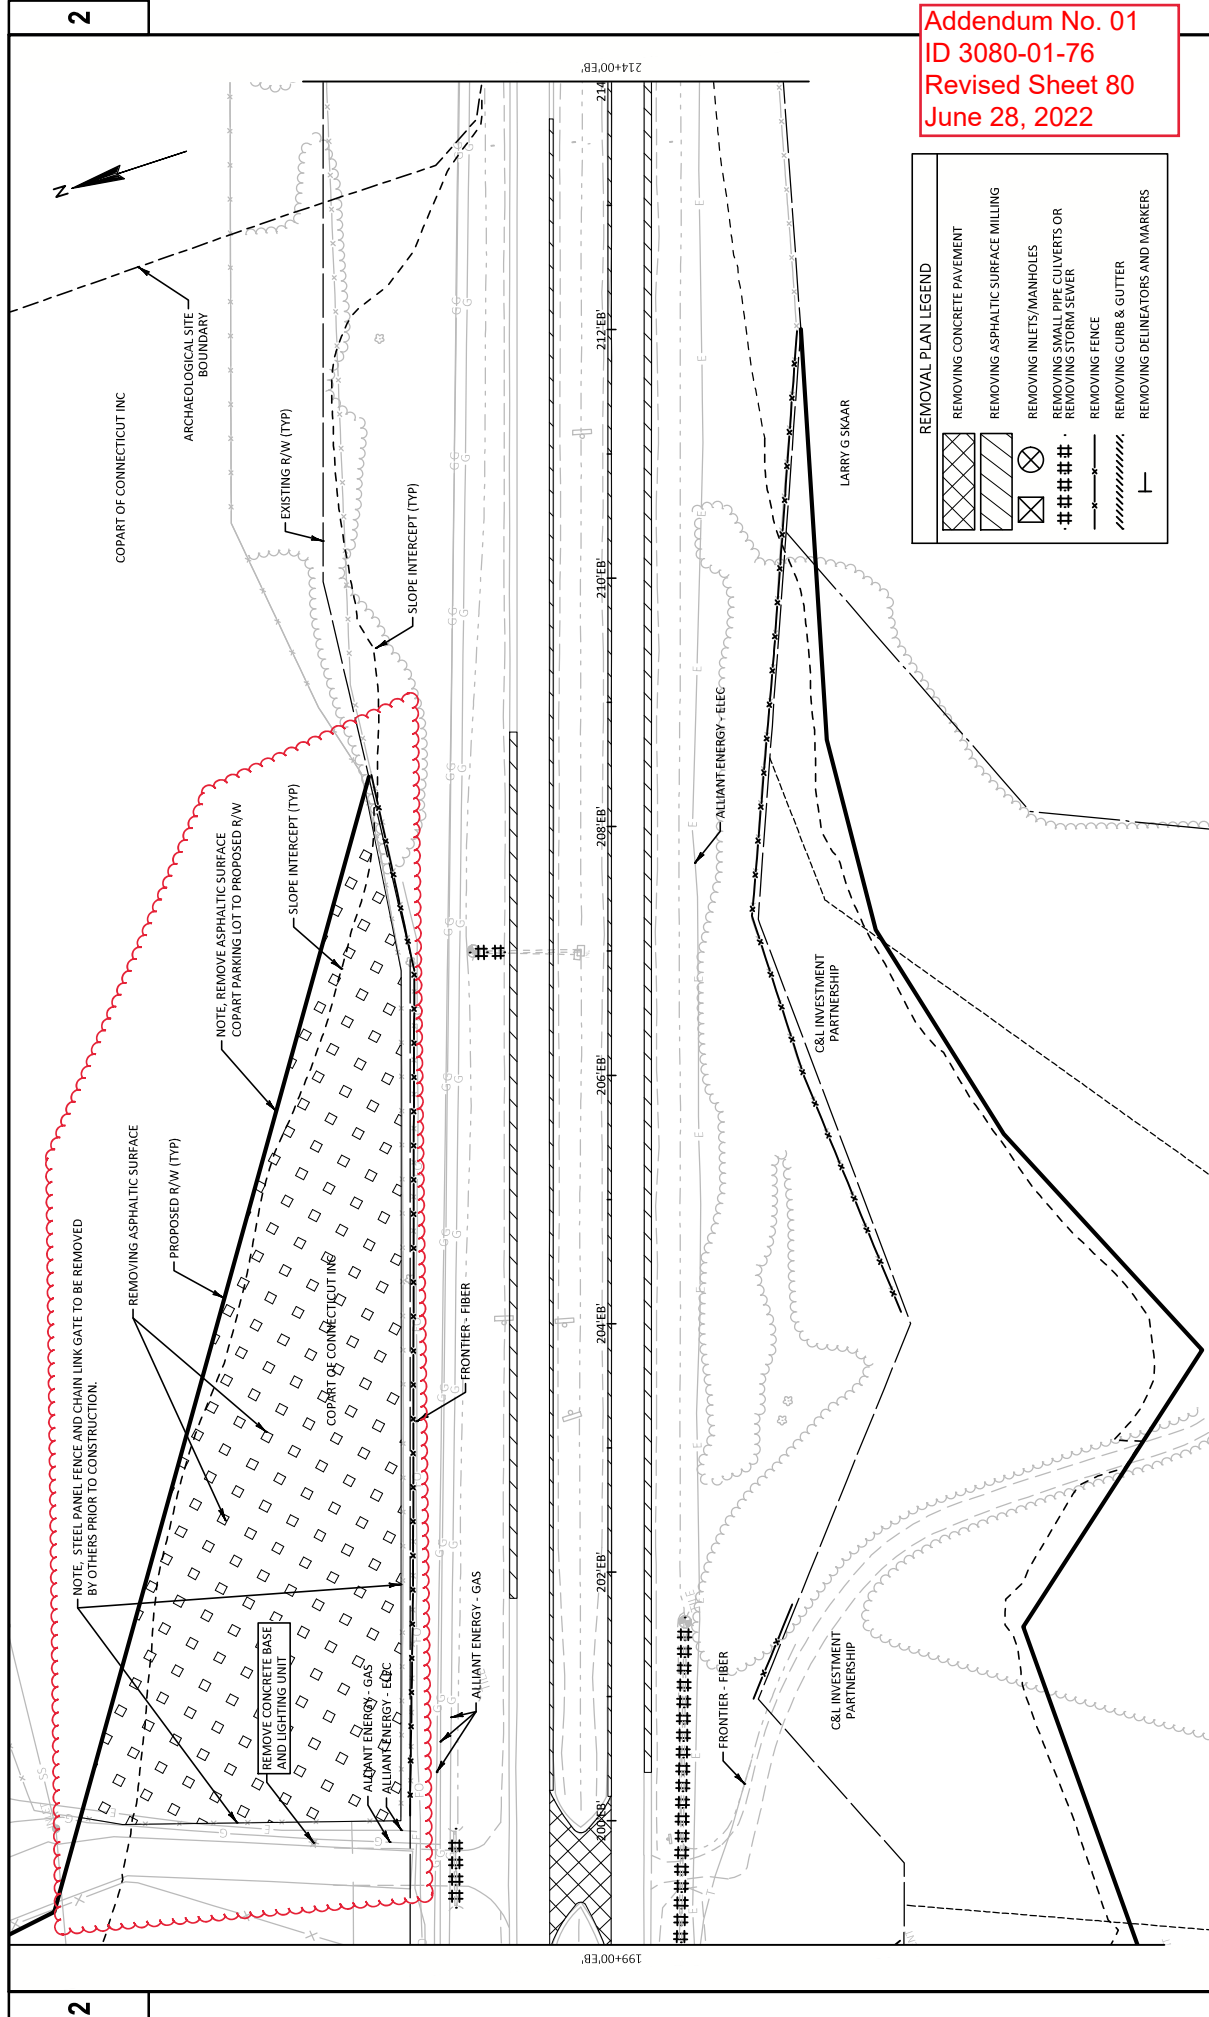 2
Addendum No. 01
ID 3080-01-76
Revised Sheet 80
June 28, 2022
214+00'EB'
N
ARCHAEOLOGICAL SITE
BOUNDARY
COPART OF CONNECTICUT INC
EXISTING R/W (TYP)
SLOPE INTERCEPT (TYP)
REMOVAL PLAN LEGEND
REMOVING CONCRETE PAVEMENT
REMOVING ASPHALTIC SURFACE MILLING
REMOVING INLETS/MANHOLES
REMOVING SMALL PIPE CULVERTS OR
REMOVING STORM SEWER
REMOVING FENCE
REMOVING CURB & GUTTER
REMOVING DELINEATORS AND MARKERS
LARRY G SKAAR
214
212'EB'
210'EB'
208'EB'
206'EB'
204'EB'
202'EB'
200'EB'
ALLIANT ENERGY - ELEC
NOTE, REMOVE ASPHALTIC SURFACE
COPART PARKING LOT TO PROPOSED R/W
SLOPE INTERCEPT (TYP)
REMOVING ASPHALTIC SURFACE
PROPOSED R/W (TYP)
NOTE, STEEL PANEL FENCE AND CHAIN LINK GATE TO BE REMOVED
BY OTHERS PRIOR TO CONSTRUCTION.
COPART OF CONNECTICUT INC
FRONTIER - FIBER
C&L INVESTMENT
PARTNERSHIP
REMOVE CONCRETE BASE
AND LIGHTING UNIT
ALLIANT ENERGY - GAS
ALLIANT ENERGY - ELEC
ALLIANT ENERGY - GAS
FRONTIER - FIBER
C&L INVESTMENT
PARTNERSHIP
199+00'EB'
2